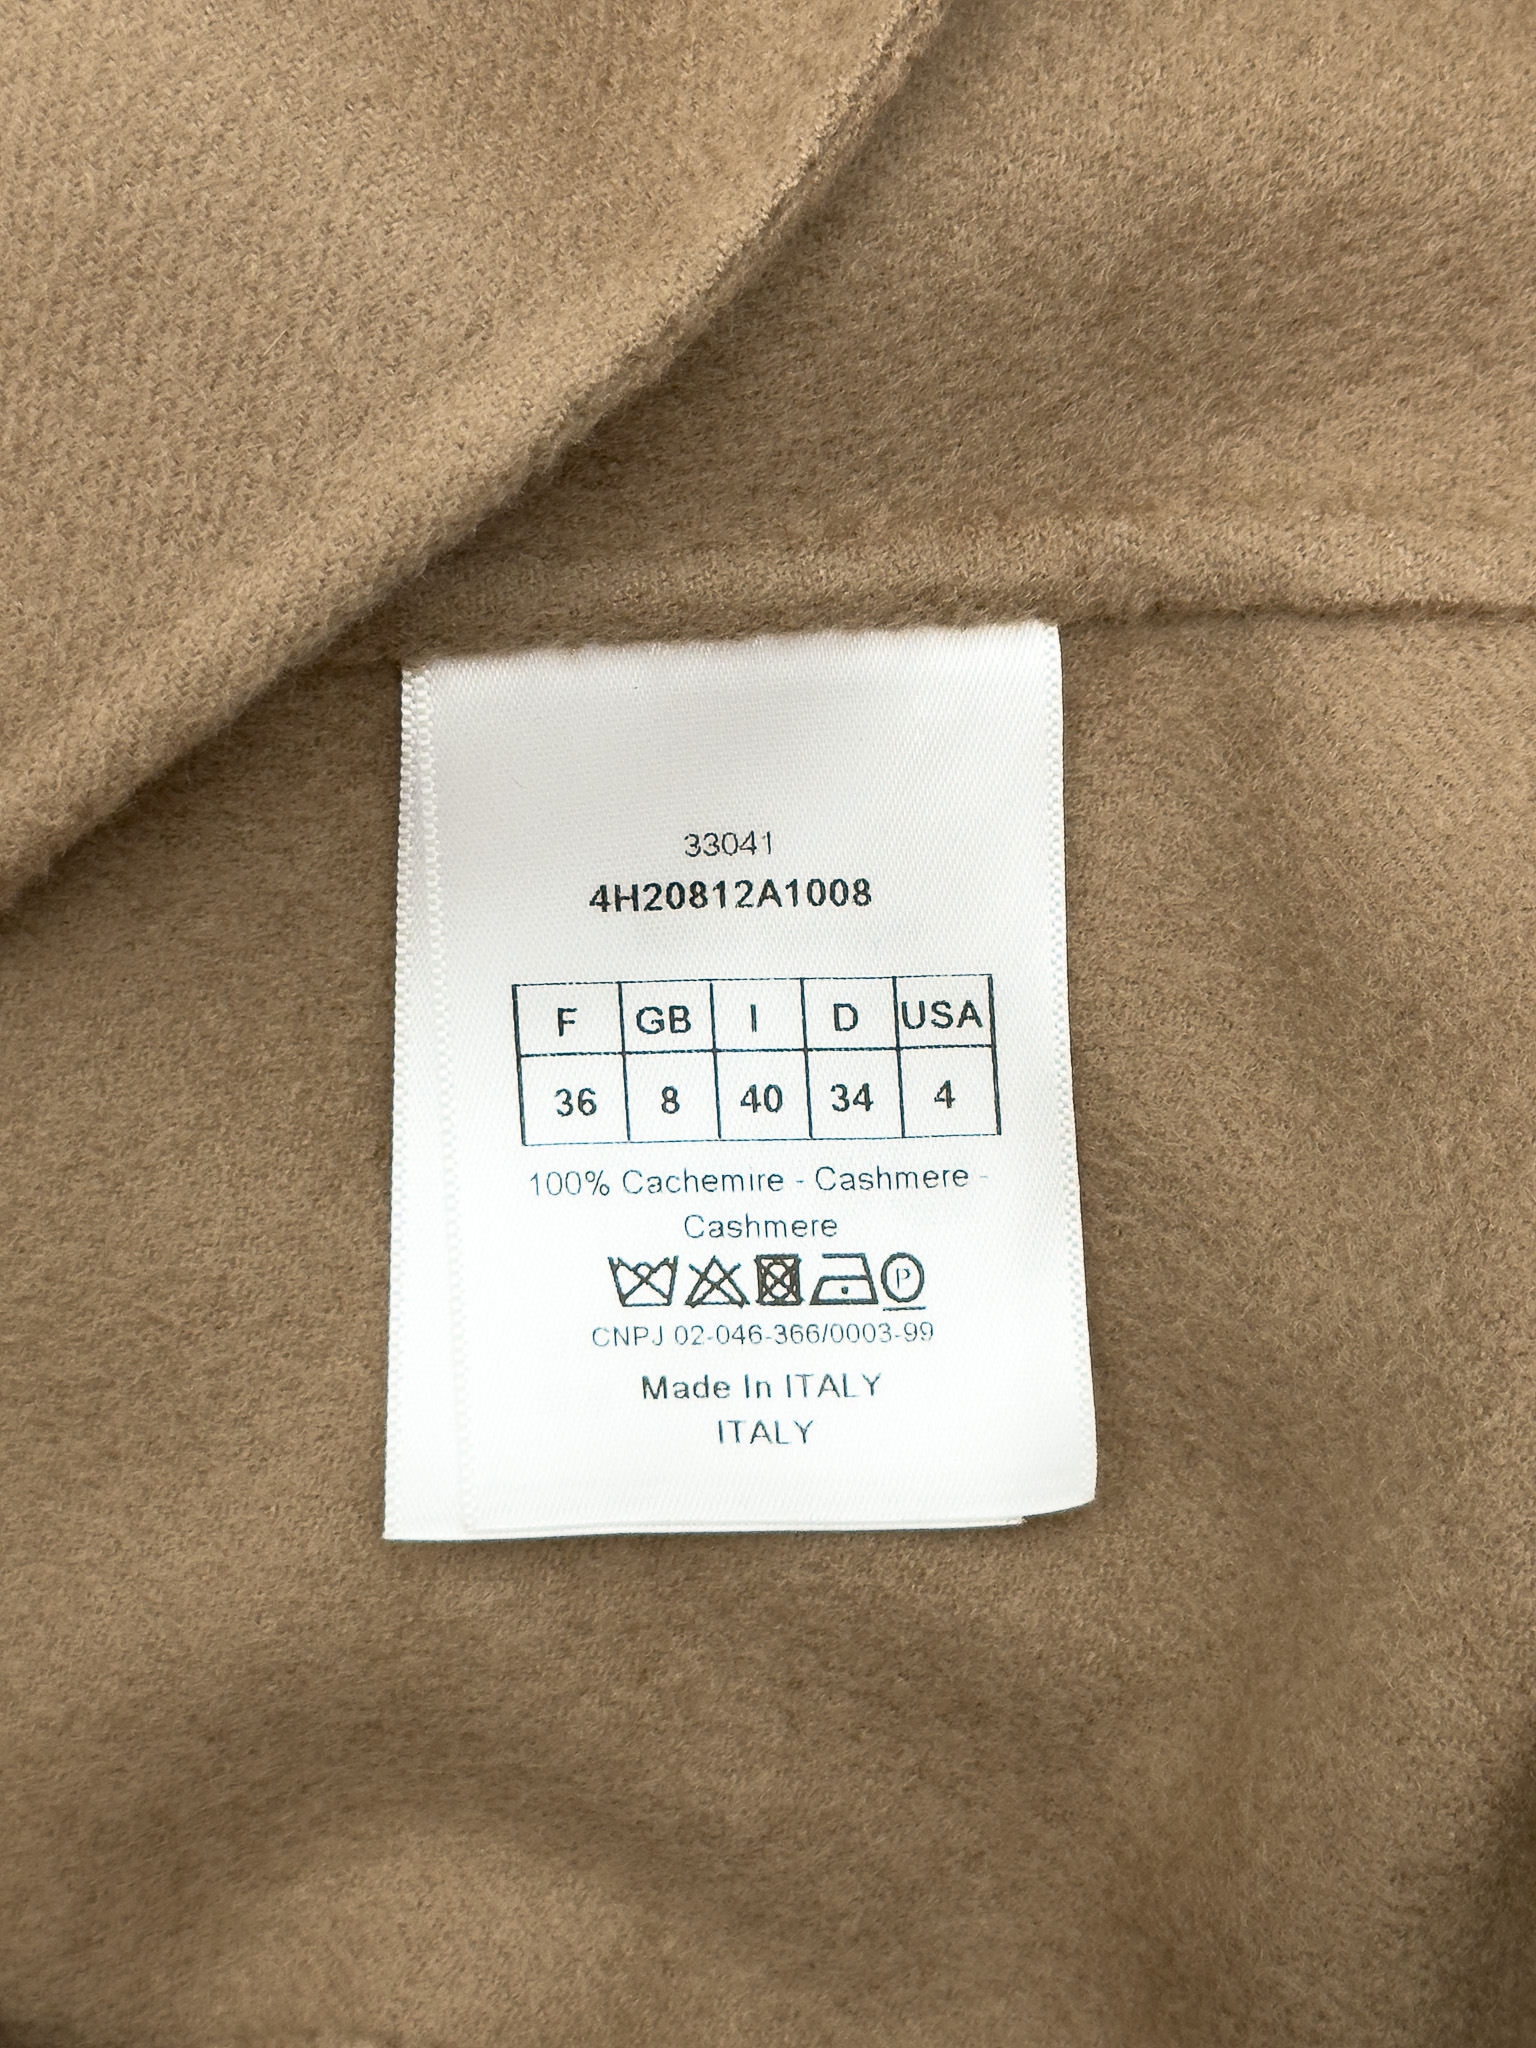 33041
4H20812A1008
F GB I D USA
36 8 40 34 4
100% Cachemire - Cashmere -
Cashmere
P
CNPJ 02-046-366/0003-99
Made In ITALY
ITALY